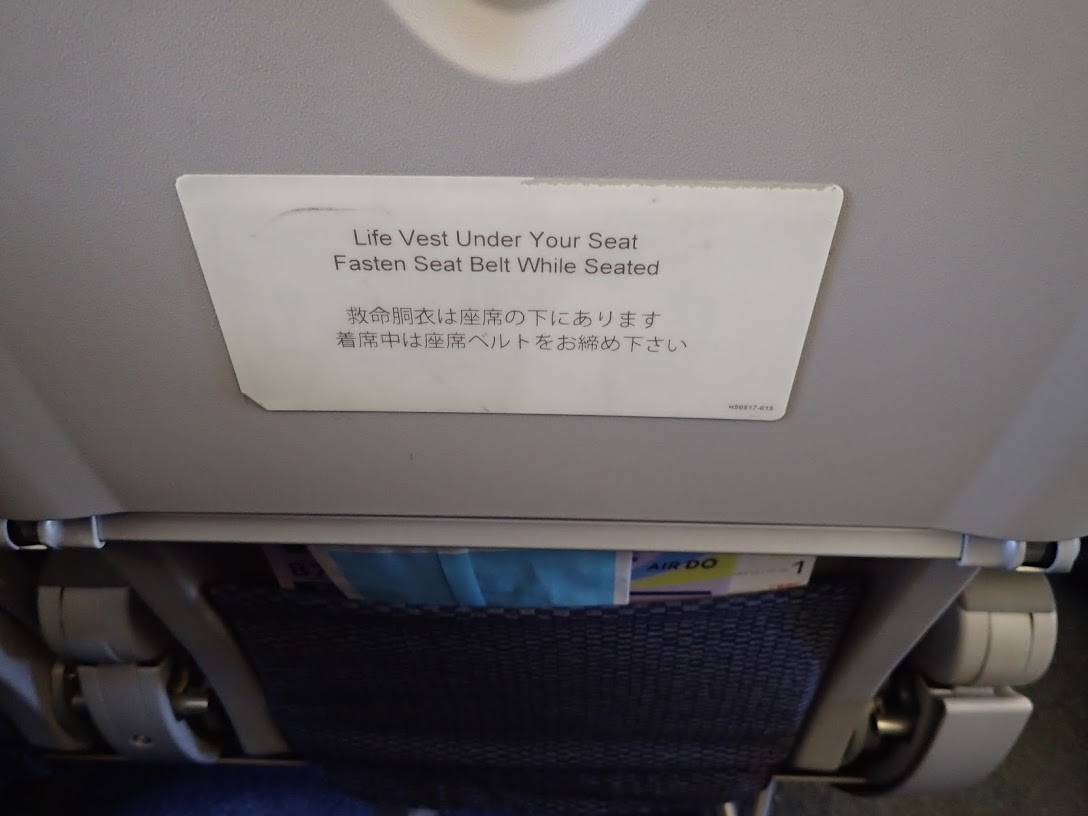 Life Vest Under Your Seat
Fasten Seat Belt While Seated
救命胴衣は座席の下にあります
着席中は座席ベルトをお締め下さい
AIR DO
1